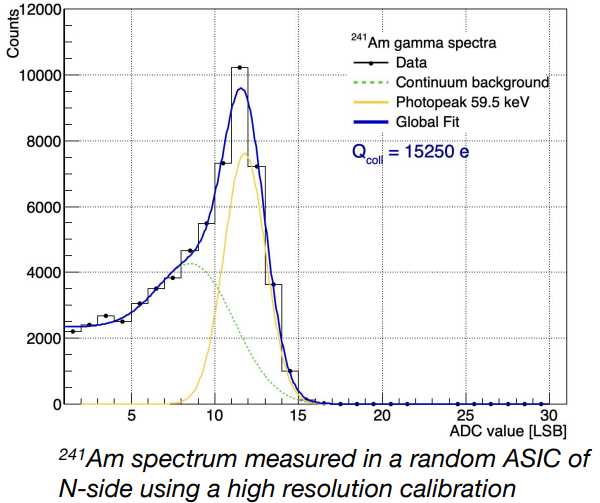 Counts
12000
10000
8000
6000
4000
2000
0
²⁴¹Am gamma spectra
Data
Continuum background
Photopeak 59.5 keV
Global Fit
Q_coll = 15250 e
5 10 15 20 25 30
ADC value [LSB]
²⁴¹Am spectrum measured in a random ASIC of
N-side using a high resolution calibration